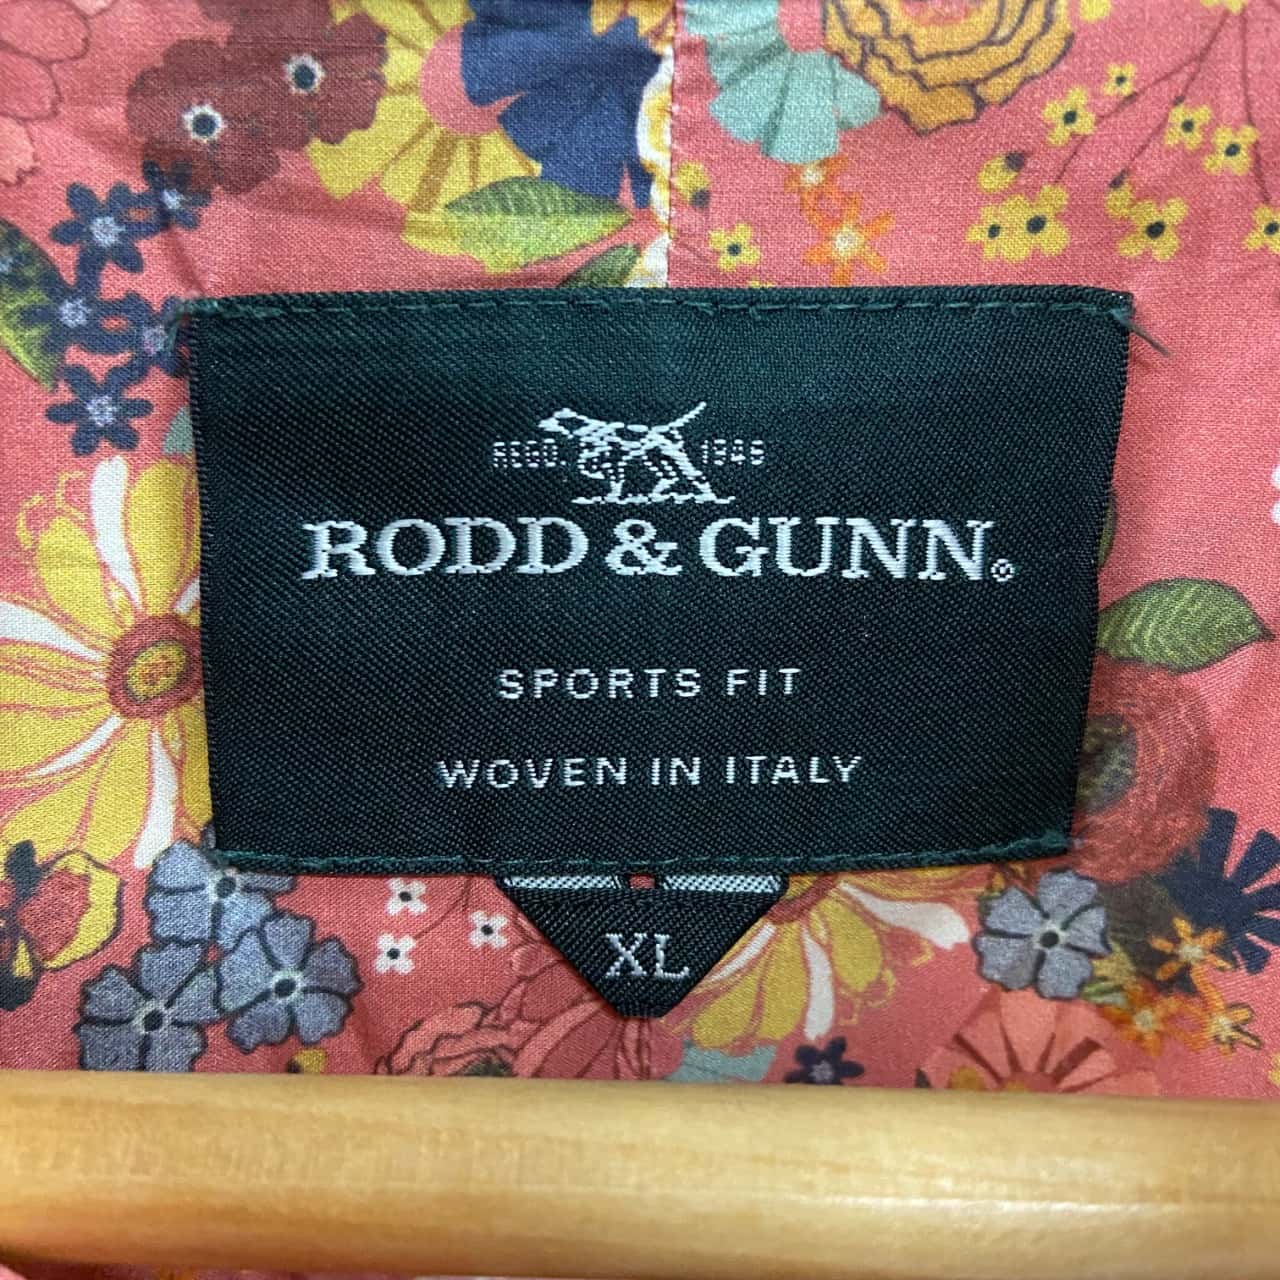 REGD. 1946
RODD & GUNN®
SPORTS FIT
WOVEN IN ITALY
XL